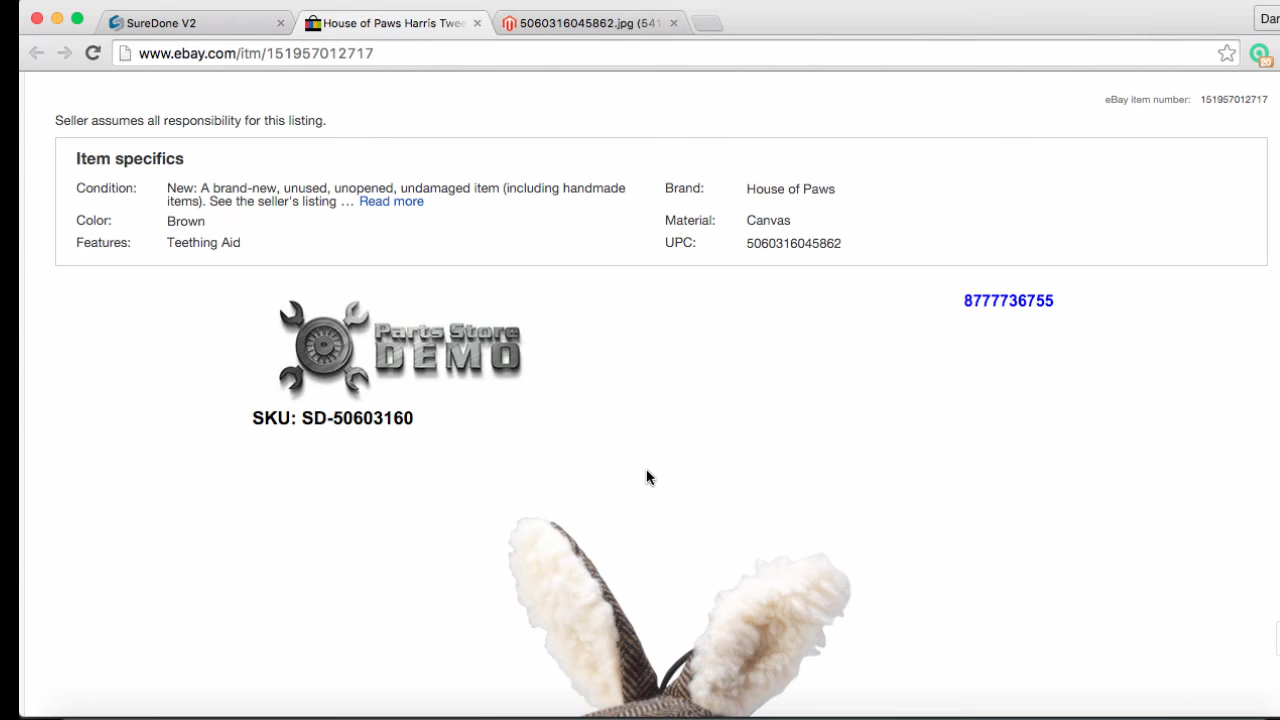 SureDone V2
House of Paws Harris Twee
5060316045862.jpg (541
Dar
www.ebay.com/itm/151957012717
20
eBay item number: 151957012717
Seller assumes all responsibility for this listing.
Item specifics
Condition: New: A brand-new, unused, unopened, undamaged item (including handmade
items). See the seller's listing … Read more
Brand: House of Paws
Color: Brown
Material: Canvas
Features: Teething Aid
UPC: 5060316045862
8777736755
Parts Store
DEMO
SKU: SD-50603160